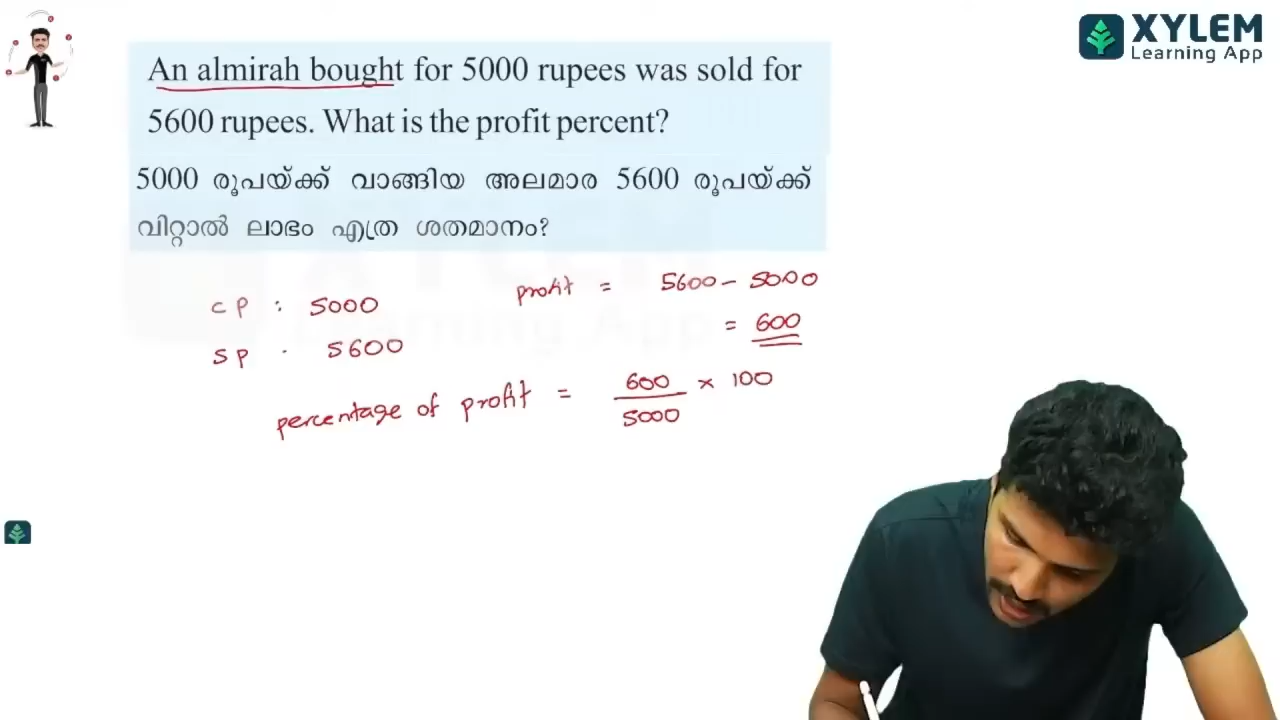 XYLEM
Learning App
An almirah bought for 5000 rupees was sold for
5600 rupees. What is the profit percent?
5000 രൂപയ്ക്ക് വാങ്ങിയ അലമാര 5600 രൂപയ്ക്ക്
വിറ്റാൽ ലാഭം എത്ര ശതമാനം?
CP : 5000
profit = 5600 - 5000
= 600
SP . 5600
percentage of profit = 600/5000 × 100